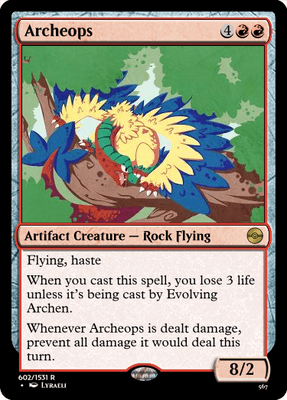 Archeops 4
Artifact Creature — Rock Flying
Flying, haste
When you cast this spell, you lose 3 life
unless it's being cast by Evolving
Archen.
Whenever Archeops is dealt damage,
prevent all damage it would deal this
turn.
8/2
602/1531 R
• Lyraeli
567